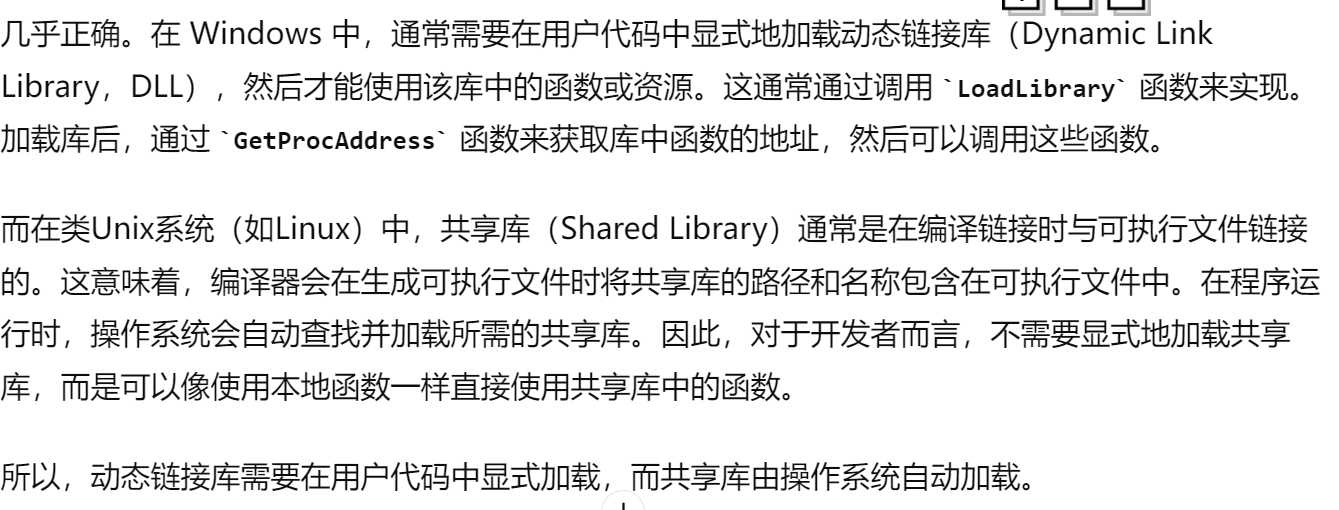 几乎正确。在 Windows 中，通常需要在用户代码中显式地加载动态链接库（Dynamic Link
Library，DLL），然后才能使用该库中的函数或资源。这通常通过调用 `LoadLibrary` 函数来实现。
加载库后，通过 `GetProcAddress` 函数来获取库中函数的地址，然后可以调用这些函数。
而在类Unix系统（如Linux）中，共享库（Shared Library）通常是在编译链接时与可执行文件链接
的。这意味着，编译器会在生成可执行文件时将共享库的路径和名称包含在可执行文件中。在程序运
行时，操作系统会自动查找并加载所需的共享库。因此，对于开发者而言，不需要显式地加载共享
库，而是可以像使用本地函数一样直接使用共享库中的函数。
所以，动态链接库需要在用户代码中显式加载，而共享库由操作系统自动加载。